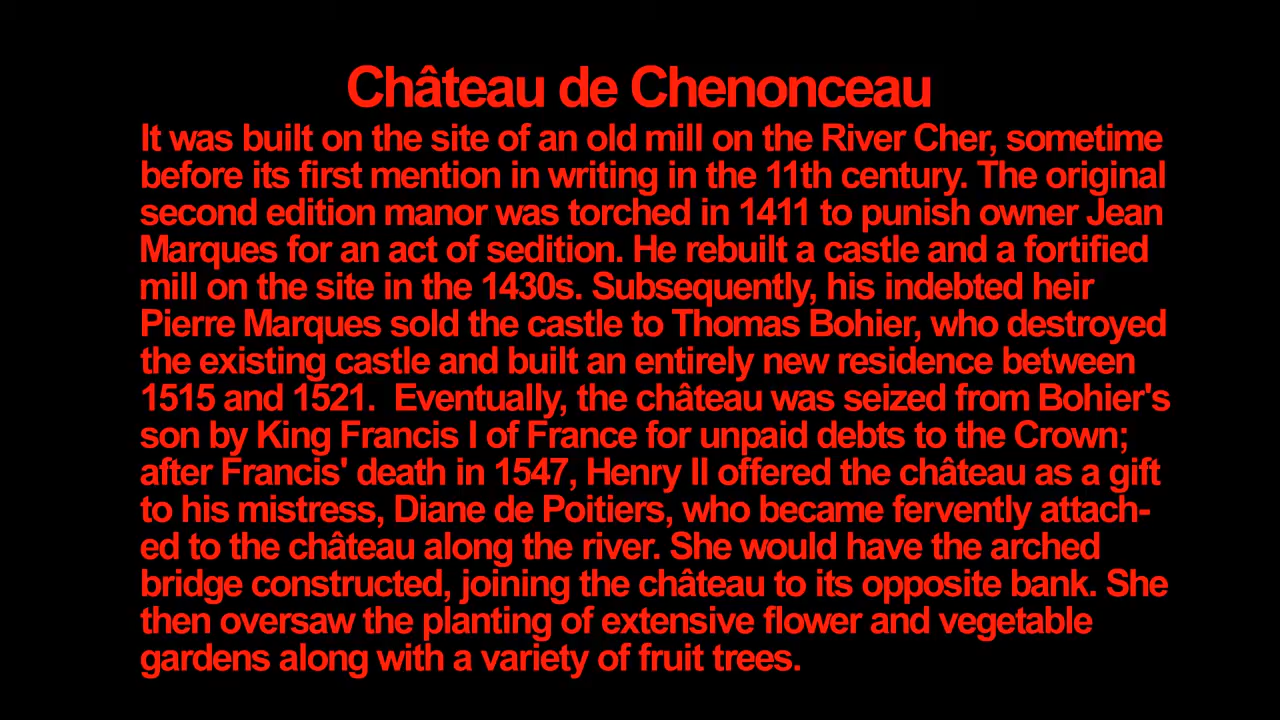 Château de Chenonceau
It was built on the site of an old mill on the River Cher, sometime
before its first mention in writing in the 11th century. The original
second edition manor was torched in 1411 to punish owner Jean
Marques for an act of sedition. He rebuilt a castle and a fortified
mill on the site in the 1430s. Subsequently, his indebted heir
Pierre Marques sold the castle to Thomas Bohier, who destroyed
the existing castle and built an entirely new residence between
1515 and 1521.  Eventually, the château was seized from Bohier's
son by King Francis I of France for unpaid debts to the Crown;
after Francis' death in 1547, Henry II offered the château as a gift
to his mistress, Diane de Poitiers, who became fervently attach-
ed to the château along the river. She would have the arched
bridge constructed, joining the château to its opposite bank. She
then oversaw the planting of extensive flower and vegetable
gardens along with a variety of fruit trees.